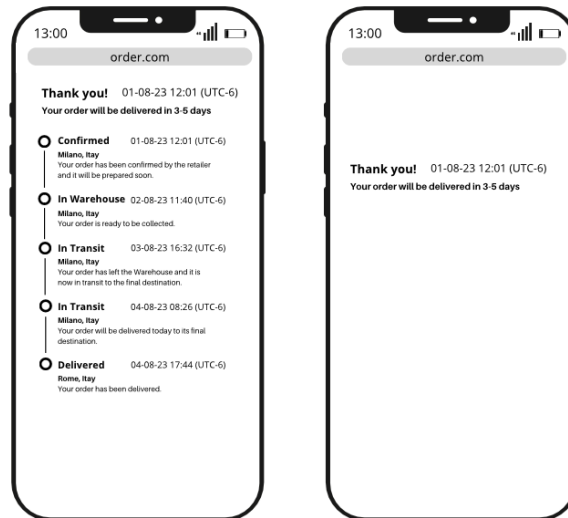 13:00
order.com
Thank you! 01-08-23 12:01 (UTC-6)
Your order will be delivered in 3-5 days
Confirmed 01-08-23 12:01 (UTC-6)
Milano, Itay
Your order has been confirmed by the retailer
and it will be prepared soon.
In Warehouse 02-08-23 11:40 (UTC-6)
Milano, Itay
Your order is ready to be collected.
In Transit 03-08-23 16:32 (UTC-6)
Milano, Itay
Your order has left the Warehouse and it is
now in transit to the final destination.
In Transit 04-08-23 08:26 (UTC-6)
Milano, Itay
Your order will be delivered today to its final
destination.
Delivered 04-08-23 17:44 (UTC-6)
Rome, Itay
Your order has been delivered.
13:00
order.com
Thank you! 01-08-23 12:01 (UTC-6)
Your order will be delivered in 3-5 days